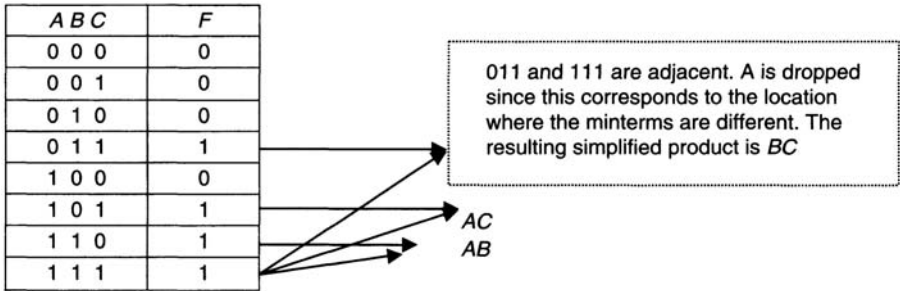 A B C F
0 0 0 0
0 0 1 0
0 1 0 0
0 1 1 1
1 0 0 0
1 0 1 1
1 1 0 1
1 1 1 1
011 and 111 are adjacent. A is dropped
since this corresponds to the location
where the minterms are different. The
resulting simplified product is BC
AC
AB